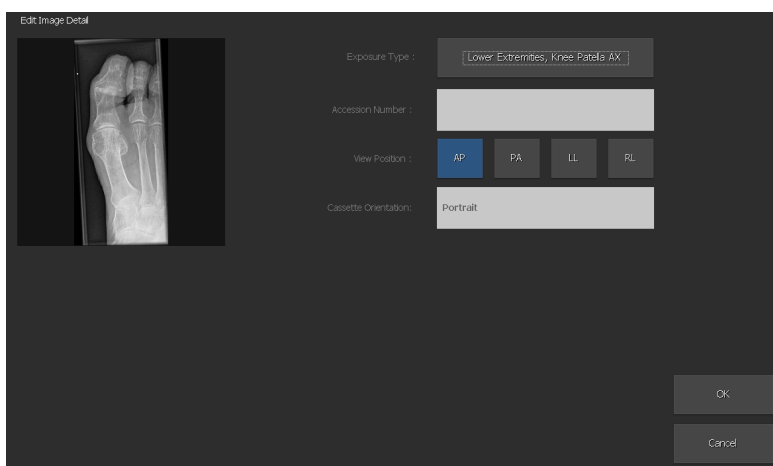 Edit Image Detail
Exposure Type :
Lower Extremities, Knee Patella AX
Accession Number :
View Position :
AP
PA
LL
RL
Cassette Orientation:
Portrait
OK
Cancel